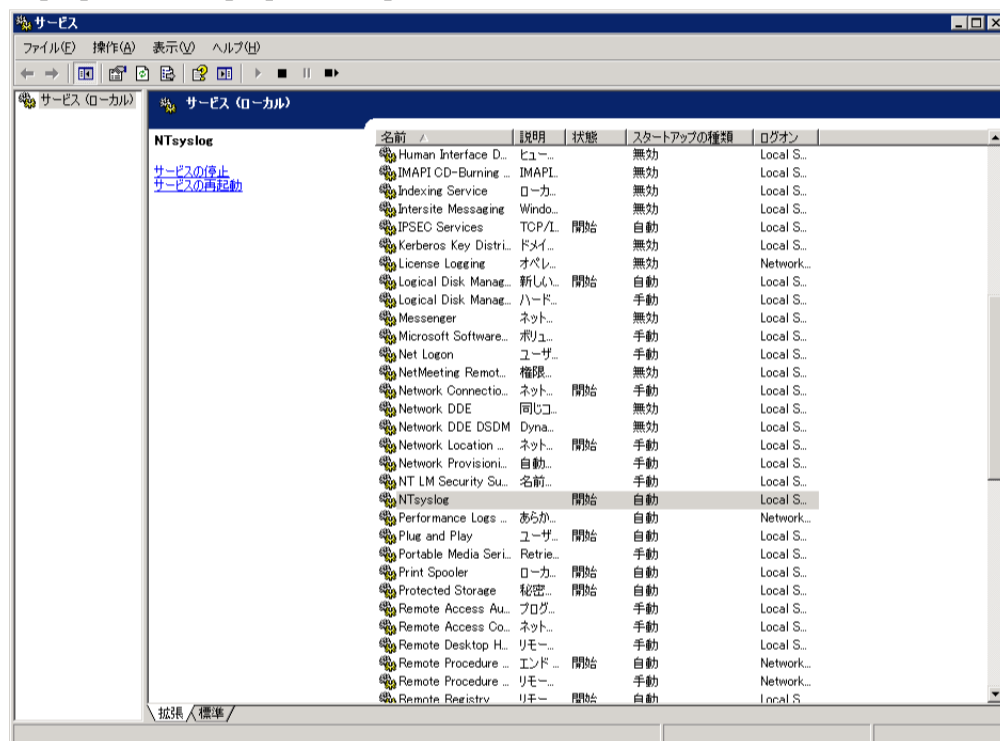 サービス
ファイル(F) 操作(A) 表示(V) ヘルプ(H)
サービス (ローカル)
サービス (ローカル)
NTsyslog
サービスの停止
サービスの再起動
名前 説明 状態 スタートアップの種類 ログオン
Human Interface D... ヒュー... 無効 Local S...
IMAPI CD-Burning ... IMAPI... 無効 Local S...
Indexing Service ローカ... 無効 Local S...
Intersite Messaging Windo... 無効 Local S...
IPSEC Services TCP/I... 開始 自動 Local S...
Kerberos Key Distri... ドメイ... 無効 Local S...
License Logging オペレ... 無効 Network...
Logical Disk Manag... 新しい... 開始 自動 Local S...
Logical Disk Manag... ハード... 手動 Local S...
Messenger ネット... 無効 Local S...
Microsoft Software... ボリュ... 手動 Local S...
Net Logon ユーザ... 手動 Local S...
NetMeeting Remot... 権限... 無効 Local S...
Network Connectio... ネット... 開始 手動 Local S...
Network DDE 同じコ... 無効 Local S...
Network DDE DSDM Dyna... 無効 Local S...
Network Location ... ネット... 開始 手動 Local S...
Network Provisioni... 自動... 手動 Local S...
NT LM Security Su... 名前... 手動 Local S...
NTsyslog 開始 自動 Local S...
Performance Logs ... あらか... 自動 Network...
Plug and Play ユーザ... 開始 自動 Local S...
Portable Media Seri... Retrie... 手動 Local S...
Print Spooler ローカ... 開始 自動 Local S...
Protected Storage 秘密... 開始 自動 Local S...
Remote Access Au... プログ... 手動 Local S...
Remote Access Co... ネット... 手動 Local S...
Remote Desktop H... リモー... 手動 Local S...
Remote Procedure ... エンド ... 開始 自動 Network...
Remote Procedure ... リモー... 手動 Network...
Remote Registry リモー... 開始 自動 Local S...
拡張 標準